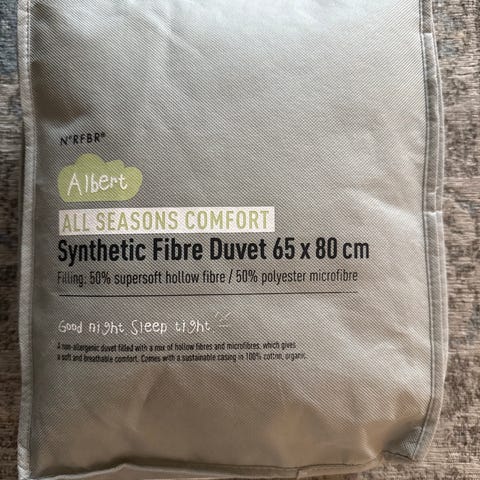 N°RFBR®
Albert
ALL SEASONS COMFORT
Synthetic Fibre Duvet 65 x 80 cm
Filling: 50% supersoft hollow fibre / 50% polyester microfibre
Good night Sleep tight
A non-allergenic duvet filled with a mix of hollow fibres and microfibres, which gives
a soft and breathable comfort. Comes with a sustainable casing in 100% cotton, organic.